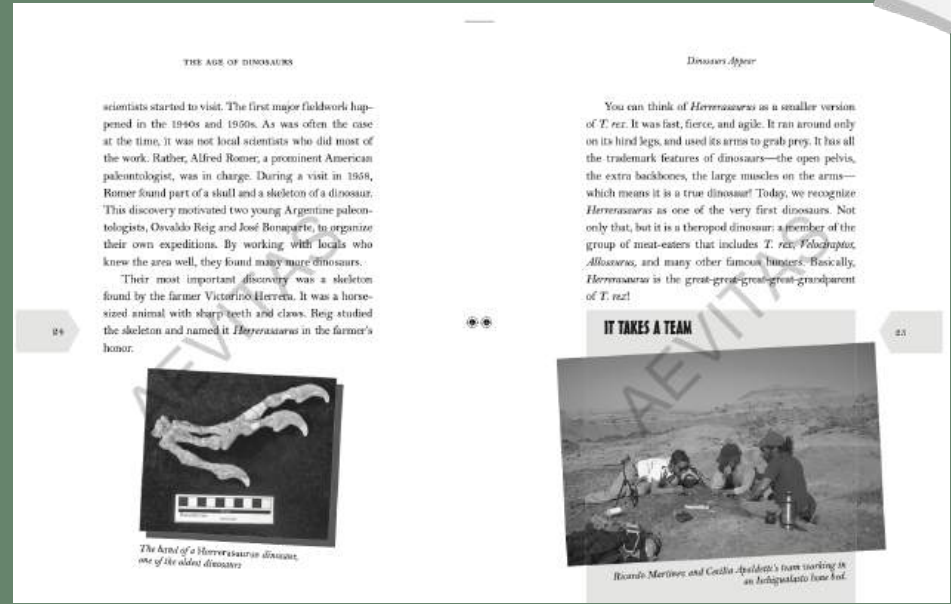 THE AGE OF DINOSAURS
scientists started to visit. The first major fieldwork hap-
pened in the 1940s and 1950s. As was often the case
at the time, it was not local scientists who did most of
the work. Rather, Alfred Romer, a prominent American
paleontologist, was in charge. During a visit in 1958,
Romer found part of a skull and a skeleton of a dinosaur.
This discovery motivated two young Argentine paleon-
tologists, Osvaldo Reig and José Bonaparte, to organize
their own expeditions. By working with locals who
knew the area well, they found many more dinosaurs.
Their most important discovery was a skeleton
found by the farmer Victorino Herrera. It was a horse-
sized animal with sharp teeth and claws. Reig studied
the skeleton and named it Herrerasaurus in the farmer's
honor.
24
The hand of a Herrerasaurus dinosaur,
one of the oldest dinosaurs
AEVITAS
Dinosaurs Appear
You can think of Herrerasaurus as a smaller version
of T. rex. It was fast, fierce, and agile. It ran around only
on its hind legs, and used its arms to grab prey. It has all
the trademark features of dinosaurs—the open pelvis,
the extra backbones, the large muscles on the arms—
which means it is a true dinosaur! Today, we recognize
Herrerasaurus as one of the very first dinosaurs. Not
only that, but it is a theropod dinosaur: a member of the
group of meat-eaters that includes T. rex, Velociraptor,
Allosaurus, and many other famous hunters. Basically,
Herrerasaurus is the great-great-great-great-grandparent
of T. rex!
IT TAKES A TEAM
25
Ricardo Martínez and Cecilia Apaldetti's team working in
an Ischigualasto bone bed.
AEVITAS